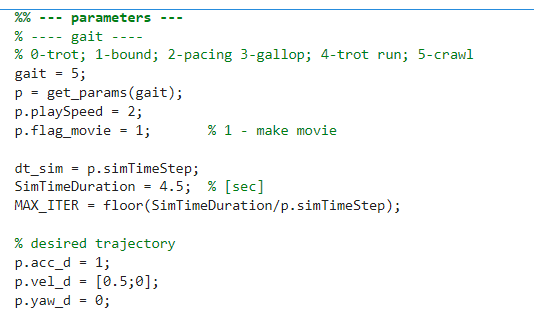 %% --- parameters ---
% ---- gait ----
% 0-trot; 1-bound; 2-pacing 3-gallop; 4-trot run; 5-crawl
gait = 5;
p = get_params(gait);
p.playSpeed = 2;
p.flag_movie = 1;       % 1 - make movie
dt_sim = p.simTimeStep;
SimTimeDuration = 4.5;  % [sec]
MAX_ITER = floor(SimTimeDuration/p.simTimeStep);
% desired trajectory
p.acc_d = 1;
p.vel_d = [0.5;0];
p.yaw_d = 0;